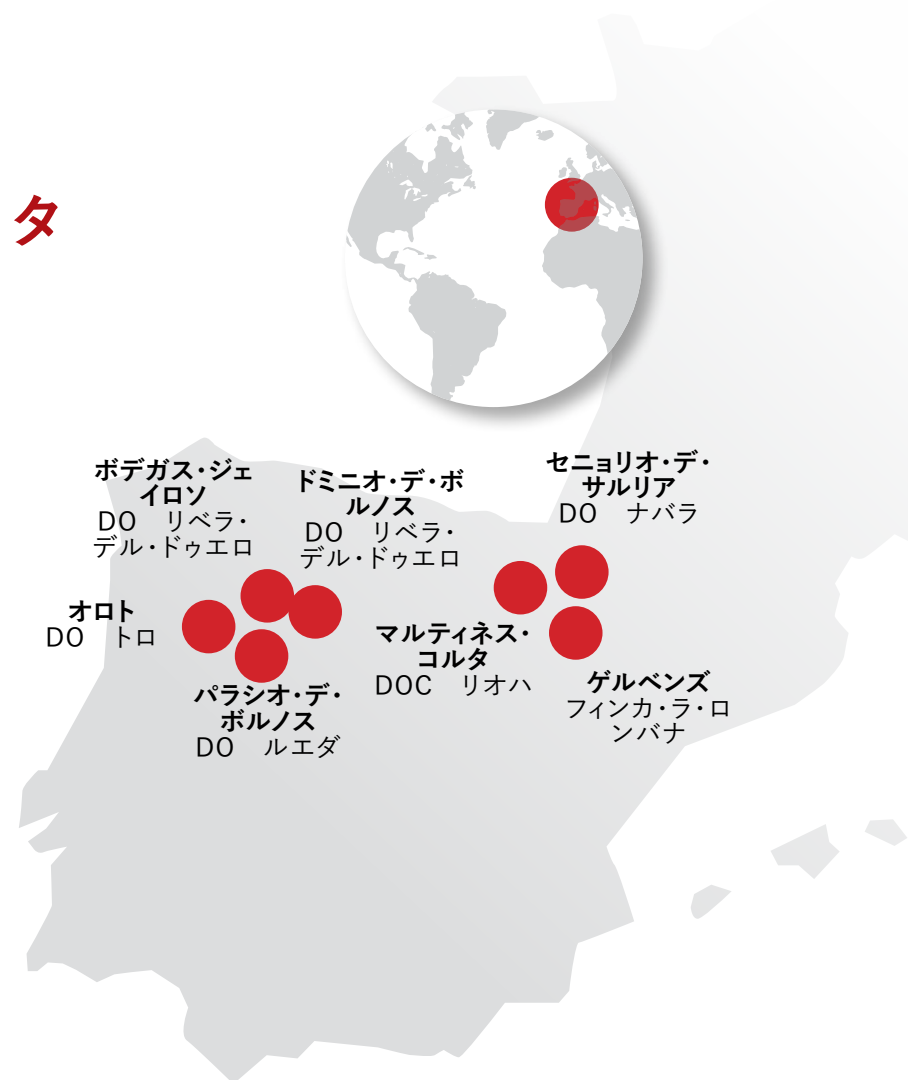 タ
ボデガス・ジェ
イロソ
DO　リベラ・
デル・ドゥエロ
ドミニオ・デ・ボ
ルノス
DO　リベラ・
デル・ドゥエロ
セニョリオ・デ・
サルリア
DO　ナバラ
オロト
DO　トロ
マルティネス・
コルタ
DOC　リオハ
パラシオ・デ・
ボルノス
DO　ルエダ
ゲルベンズ
フィンカ・ラ・ロ
ンバナ